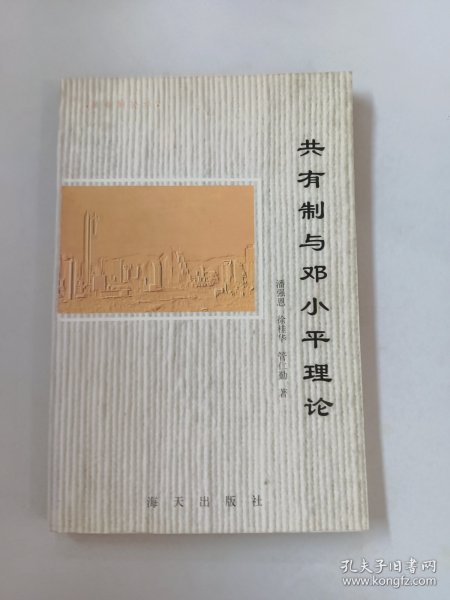 共有制与邓小平理论
潘强恩 徐桂华 管仁勤 著
海天出版社
孔夫子旧书网
www.kongfz.com